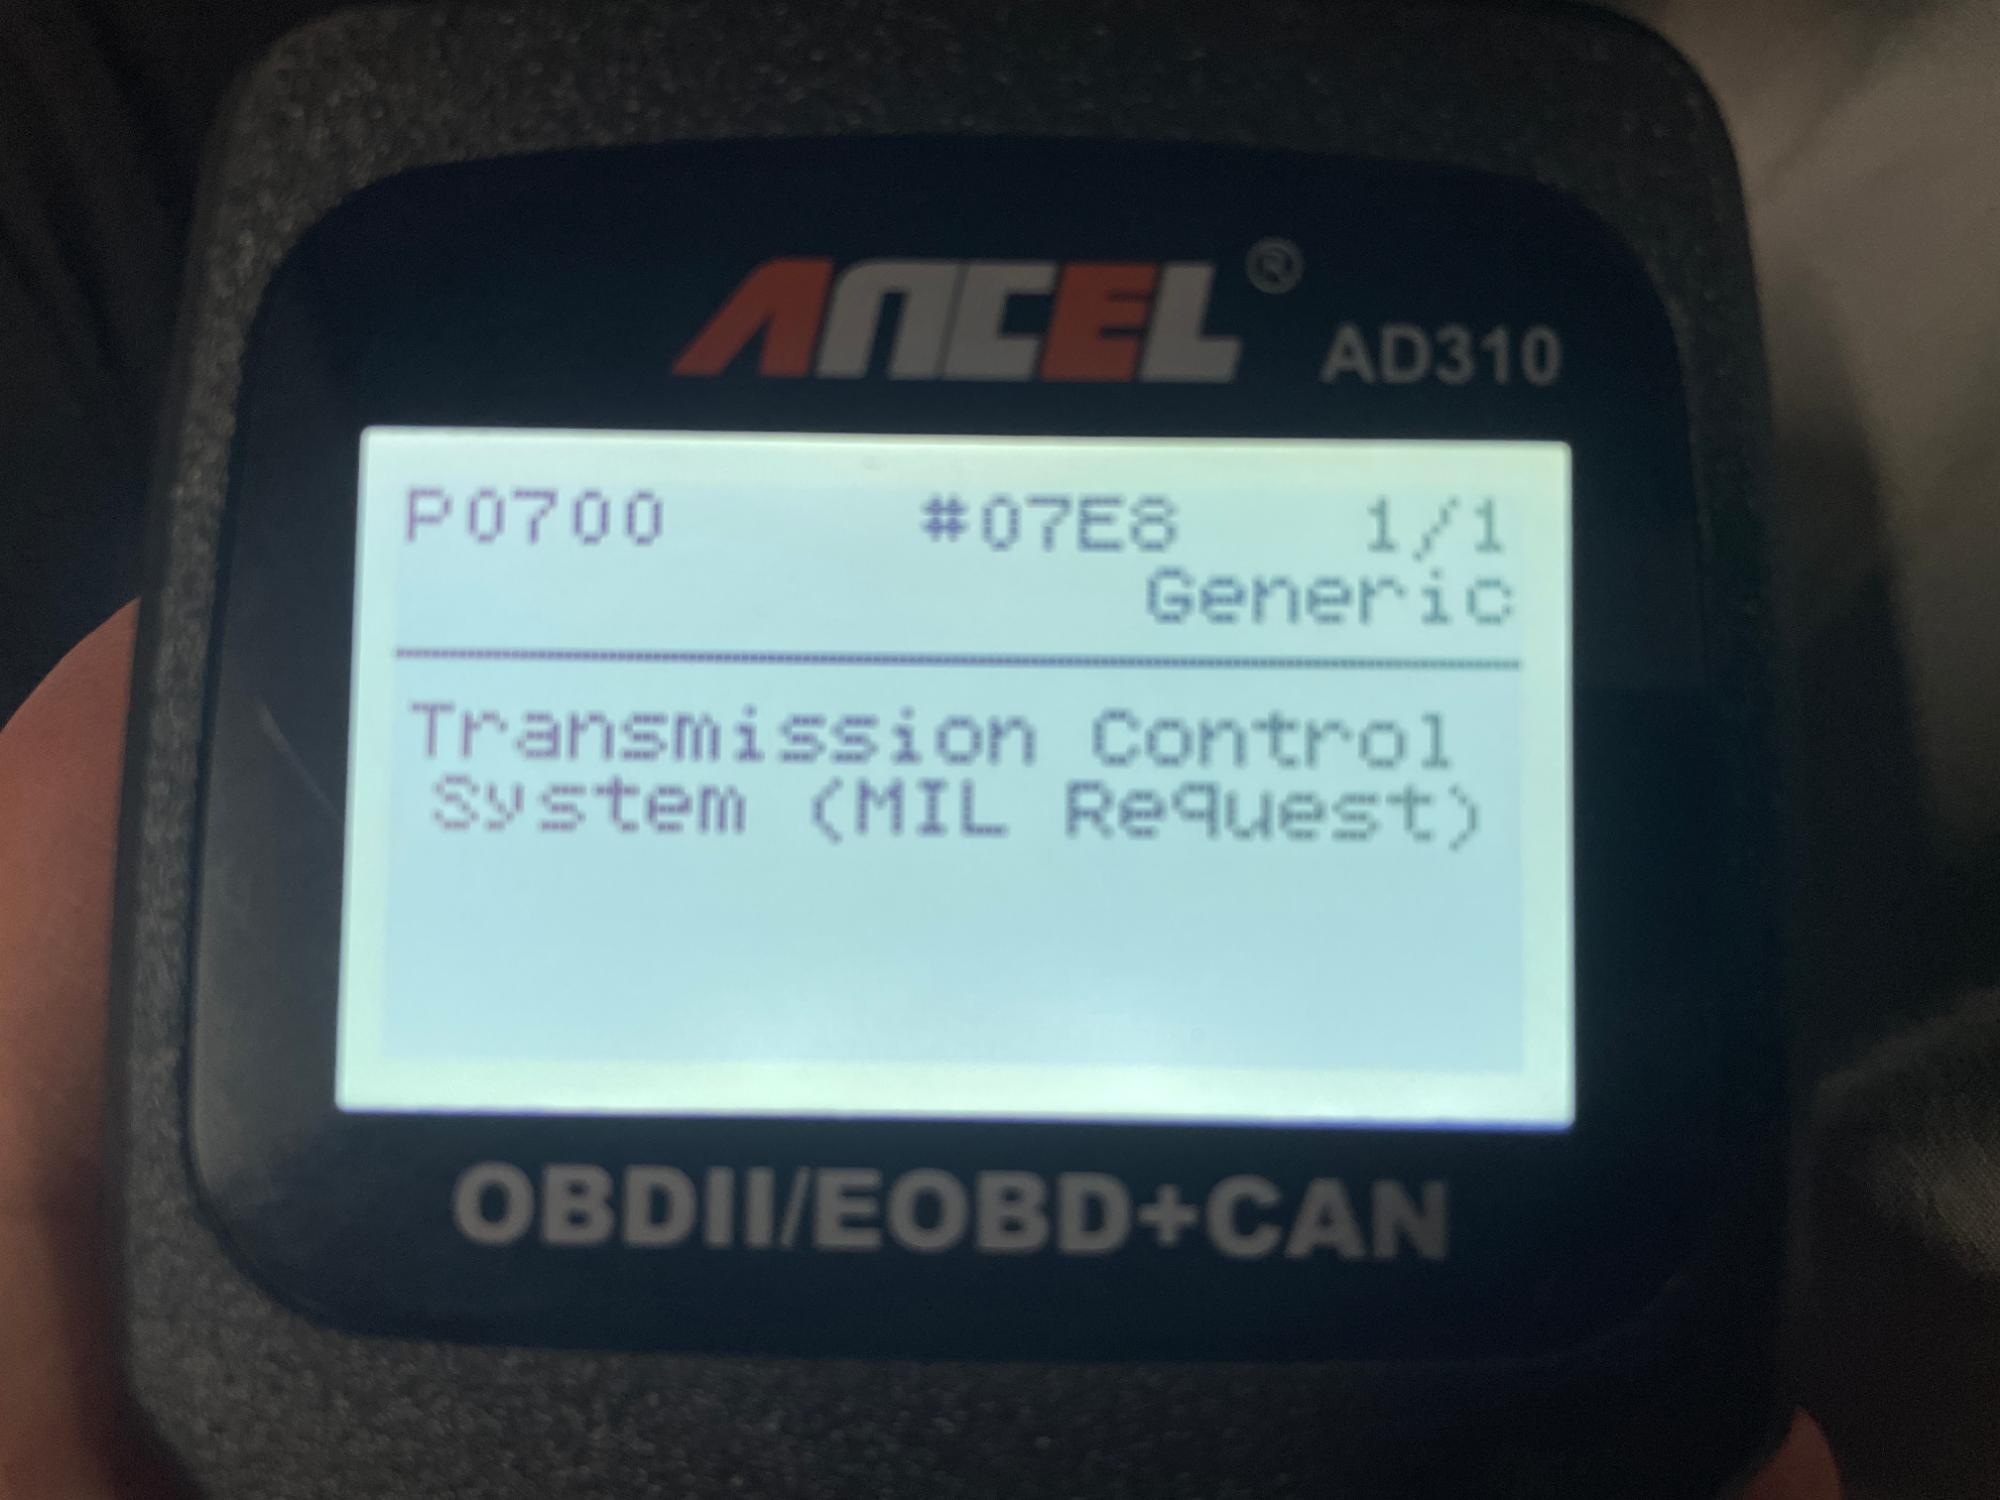 ANCEL® AD310
P0700 #07E8 1/1
Generic
Transmission Control
System (MIL Request)
OBDII/EOBD+CAN